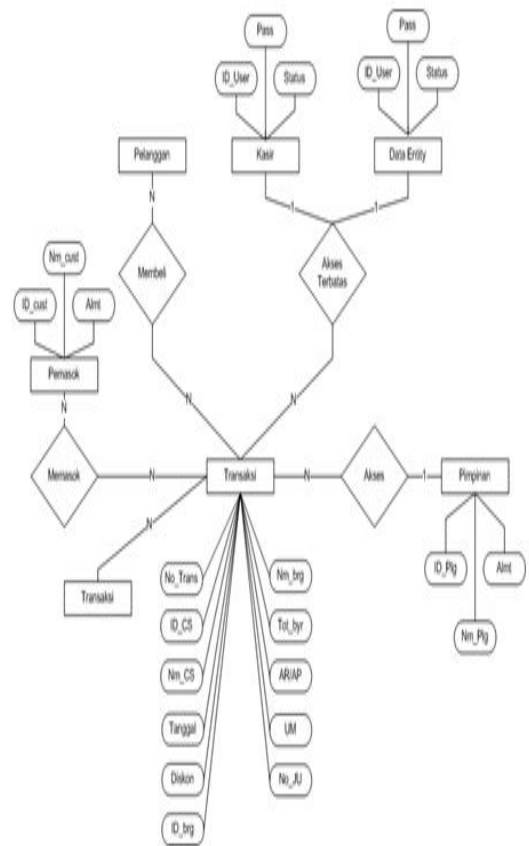 Pass
Pass
ID_User
Status
ID_User
Status
Pelanggan
Kasir
Data Entity
N
1
1
Nm_cust
Membeli
Akses
Terbatas
ID_cust
Almt
Pemasok
N
N
N
Memasok
N
Transaksi
N
Akses
1
Pimpinan
N
Transaksi
No_Trans
Nm_brg
ID_Plg
Almt
ID_CS
Tot_byr
Nm_Plg
Nm_CS
AR/AP
Tanggal
UM
Diskon
No_JU
ID_brg